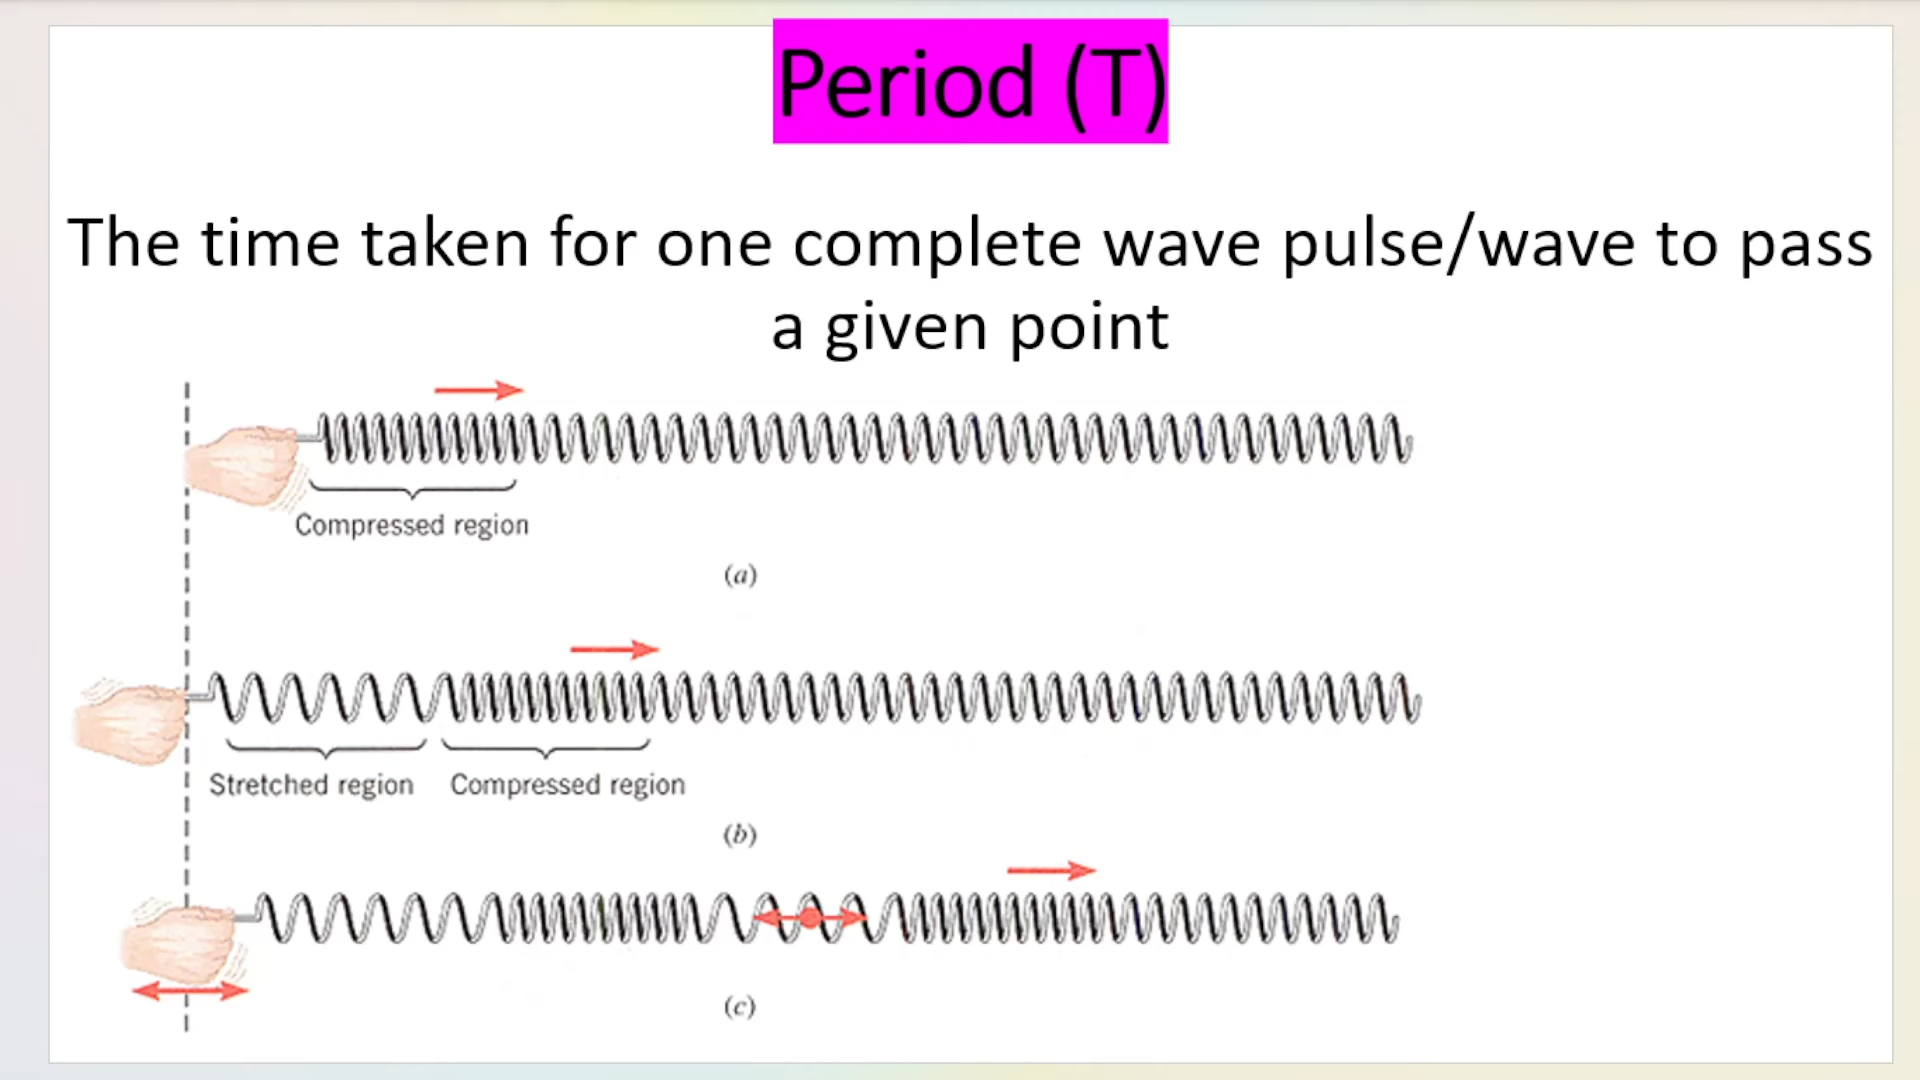 Period (T)
The time taken for one complete wave pulse/wave to pass
a given point
Compressed region
(a)
Stretched region Compressed region
(b)
(c)